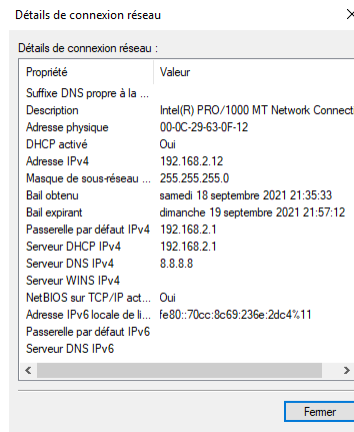 Détails de connexion réseau
Détails de connexion réseau :
Propriété Valeur
Suffixe DNS propre à la ...
Description Intel(R) PRO/1000 MT Network Connect
Adresse physique 00-0C-29-63-0F-12
DHCP activé Oui
Adresse IPv4 192.168.2.12
Masque de sous-réseau ... 255.255.255.0
Bail obtenu samedi 18 septembre 2021 21:35:33
Bail expirant dimanche 19 septembre 2021 21:57:12
Passerelle par défaut IPv4 192.168.2.1
Serveur DHCP IPv4 192.168.2.1
Serveur DNS IPv4 8.8.8.8
Serveur WINS IPv4
NetBIOS sur TCP/IP act... Oui
Adresse IPv6 locale de li... fe80::70cc:8c69:236e:2dc4%11
Passerelle par défaut IPv6
Serveur DNS IPv6
Fermer